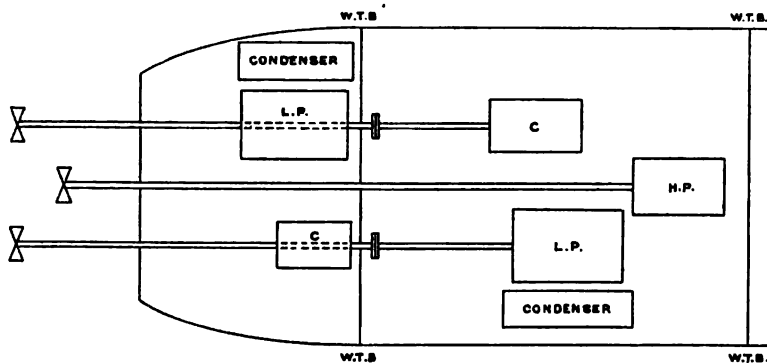 W.T.B W.T.B.
CONDENSER
L.P.
C
H.P.
C
L.P.
CONDENSER
W.T.B W.T.B.